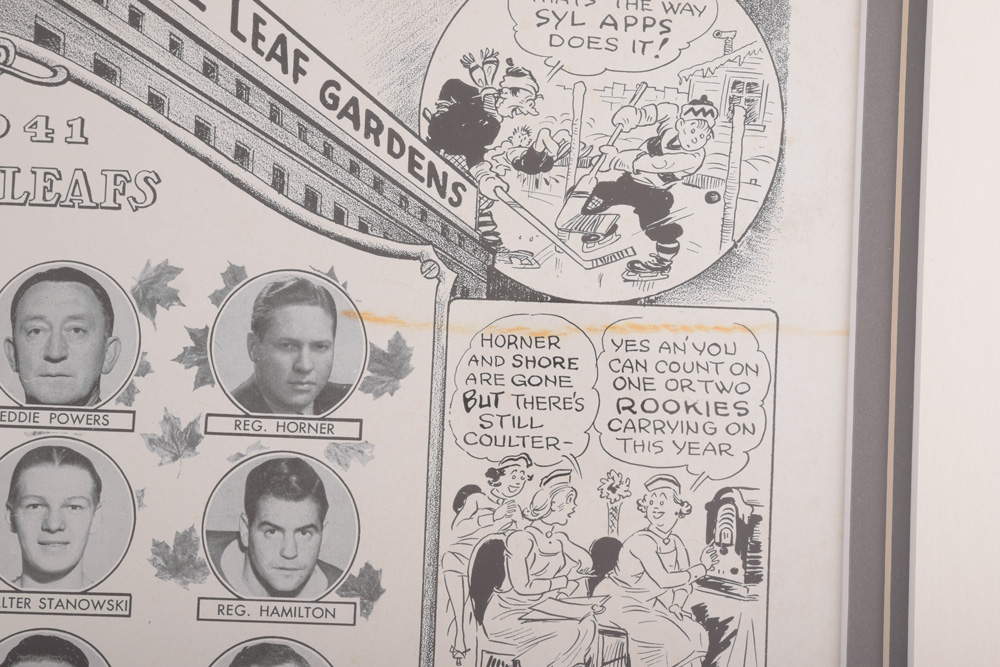 LEAF GARDENS
THAT'S THE WAY
SYL APPS
DOES IT!
41
LEAFS
EDDIE POWERS
REG. HORNER
STANOWSKI
REG. HAMILTON
HORNER
AND SHORE
ARE GONE
BUT THERE'S
STILL
COULTER-
YES AN' YOU
CAN COUNT ON
ONE OR TWO
ROOKIES
CARRYING ON
THIS YEAR